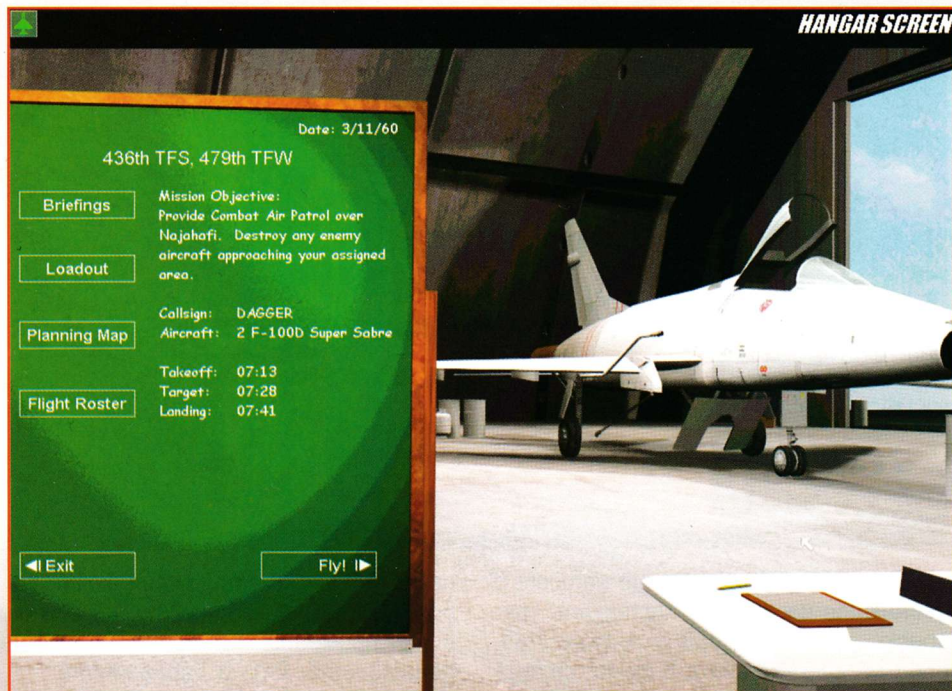 HANGAR SCREEN
Date: 3/11/60
436th TFS, 479th TFW
Briefings
Mission Objective:
Provide Combat Air Patrol over
Najahafi. Destroy any enemy
aircraft approaching your assigned
area.
Loadout
Callsign: DAGGER
Aircraft: 2 F-100D Super Sabre
Planning Map
Takeoff: 07:13
Target: 07:28
Landing: 07:41
Flight Roster
Exit
Fly!